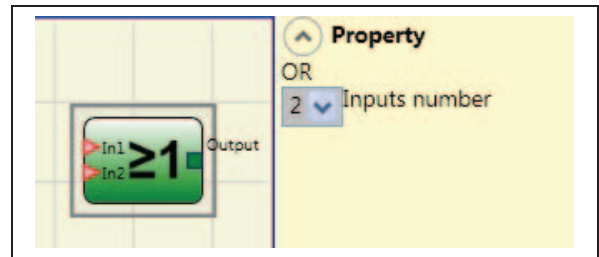 Property
OR
2 Inputs number
In1 ≥1 Output
In2